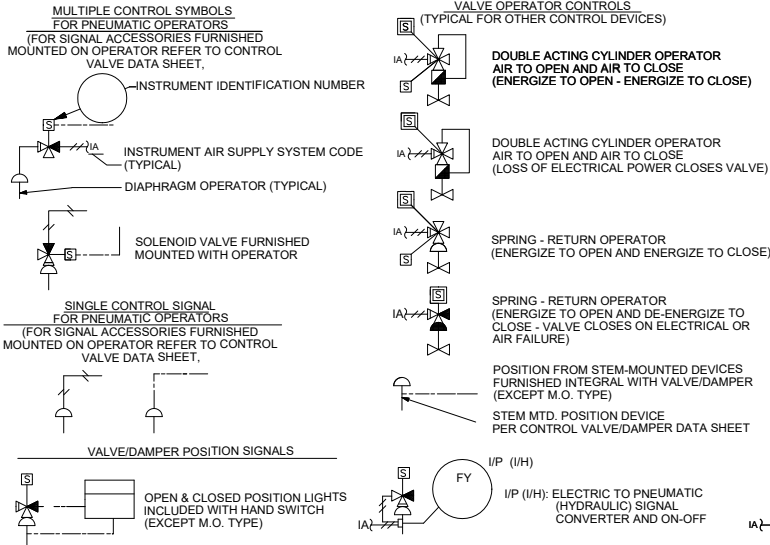 MULTIPLE CONTROL SYMBOLS
FOR PNEUMATIC OPERATORS
(FOR SIGNAL ACCESSORIES FURNISHED
MOUNTED ON OPERATOR REFER TO CONTROL
VALVE DATA SHEET,
INSTRUMENT IDENTIFICATION NUMBER
S
IA
INSTRUMENT AIR SUPPLY SYSTEM CODE
(TYPICAL)
DIAPHRAGM OPERATOR (TYPICAL)
S
SOLENOID VALVE FURNISHED
MOUNTED WITH OPERATOR
SINGLE CONTROL SIGNAL
FOR PNEUMATIC OPERATORS
(FOR SIGNAL ACCESSORIES FURNISHED
MOUNTED ON OPERATOR REFER TO CONTROL
VALVE DATA SHEET,
VALVE/DAMPER POSITION SIGNALS
S
OPEN & CLOSED POSITION LIGHTS
INCLUDED WITH HAND SWITCH
(EXCEPT M.O. TYPE)
VALVE OPERATOR CONTROLS
(TYPICAL FOR OTHER CONTROL DEVICES)
S
IA
S
DOUBLE ACTING CYLINDER OPERATOR
AIR TO OPEN AND AIR TO CLOSE
(ENERGIZE TO OPEN - ENERGIZE TO CLOSE)
S
IA
DOUBLE ACTING CYLINDER OPERATOR
AIR TO OPEN AND AIR TO CLOSE
(LOSS OF ELECTRICAL POWER CLOSES VALVE)
S
IA
S
SPRING - RETURN OPERATOR
(ENERGIZE TO OPEN AND ENERGIZE TO CLOSE)
S
IA
SPRING - RETURN OPERATOR
(ENERGIZE TO OPEN AND DE-ENERGIZE TO
CLOSE - VALVE CLOSES ON ELECTRICAL OR
AIR FAILURE)
POSITION FROM STEM-MOUNTED DEVICES
FURNISHED INTEGRAL WITH VALVE/DAMPER
(EXCEPT M.O. TYPE)
STEM MTD. POSITION DEVICE
PER CONTROL VALVE/DAMPER DATA SHEET
S
IA
FY
I/P (I/H)
I/P (I/H): ELECTRIC TO PNEUMATIC
(HYDRAULIC) SIGNAL
CONVERTER AND ON-OFF
IA